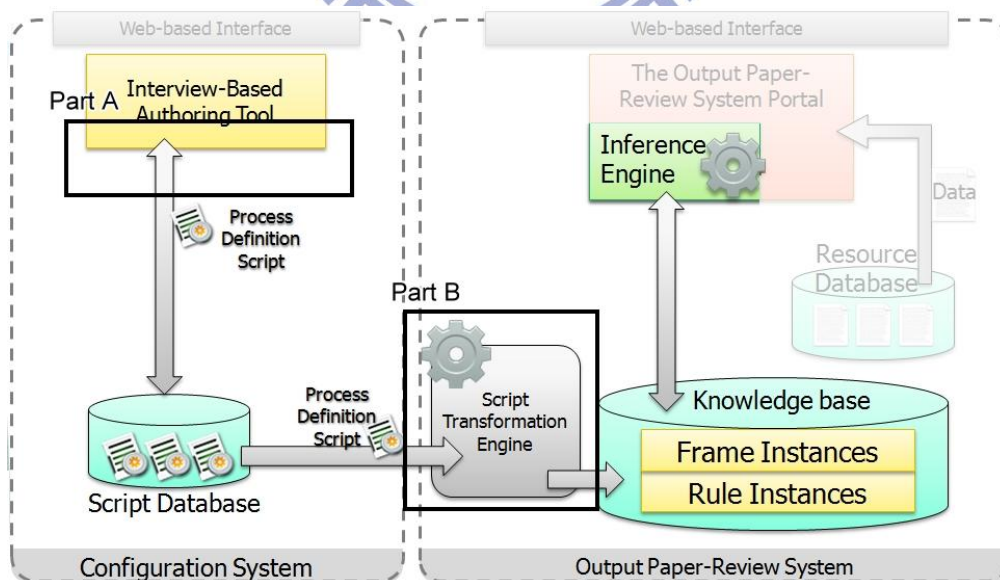 Web-based Interface
Interview-Based
Authoring Tool
Part A
Process
Definition
Script
Process
Definition
Script
Script Database
Configuration System
Web-based Interface
The Output Paper-
Review System Portal
Inference
Engine
Data
Resource
Database
Part B
Script
Transformation
Engine
Knowledge base
Frame Instances
Rule Instances
Output Paper-Review System